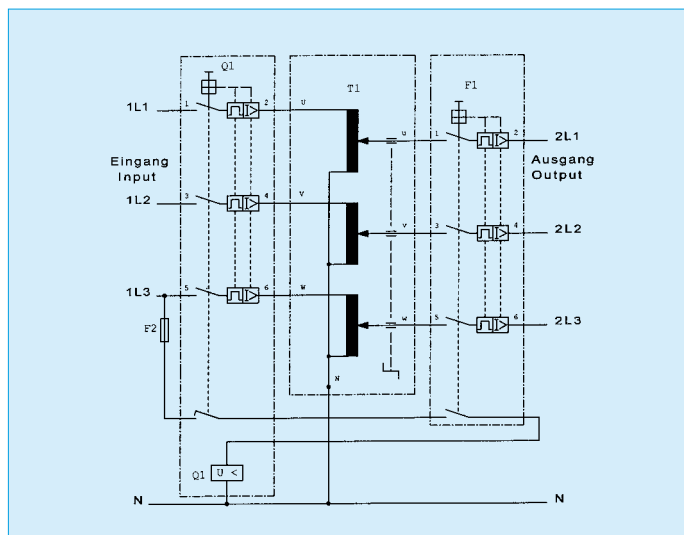 Q1
T1
F1
1L1
1
2
U
U
1
2
2L1
Eingang
Input
Ausgang
Output
1L2
3
4
V
V
3
4
2L2
1L3
5
6
W
W
5
6
2L3
F2
N
Q1
U <
N
N